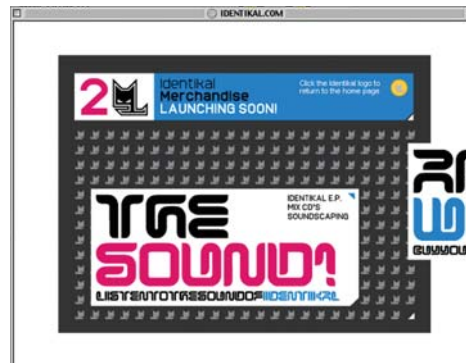 IDENTIKAL.COM
2
Identikal
Merchandise
LAUNCHING SOON!
Click the Identikal logo to
return to the home page
THE
SOUND?
LISTENTOTHESOUNDOFIIDENTIKAL
IDENTIKAL E.P.
MIX CD'S
SOUNDSCAPING
BUYYOU